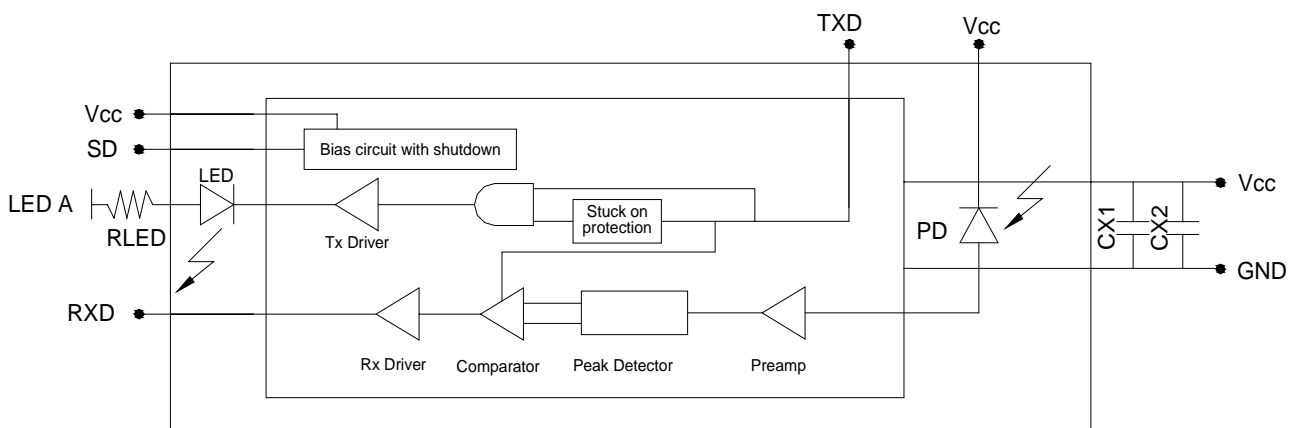 TXD
Vcc
Vcc
SD
Bias circuit with shutdown
LED
LED A
RLED
Tx Driver
Stuck on
protection
PD
CX1
CX2
Vcc
GND
RXD
Rx Driver
Comparator
Peak Detector
Preamp